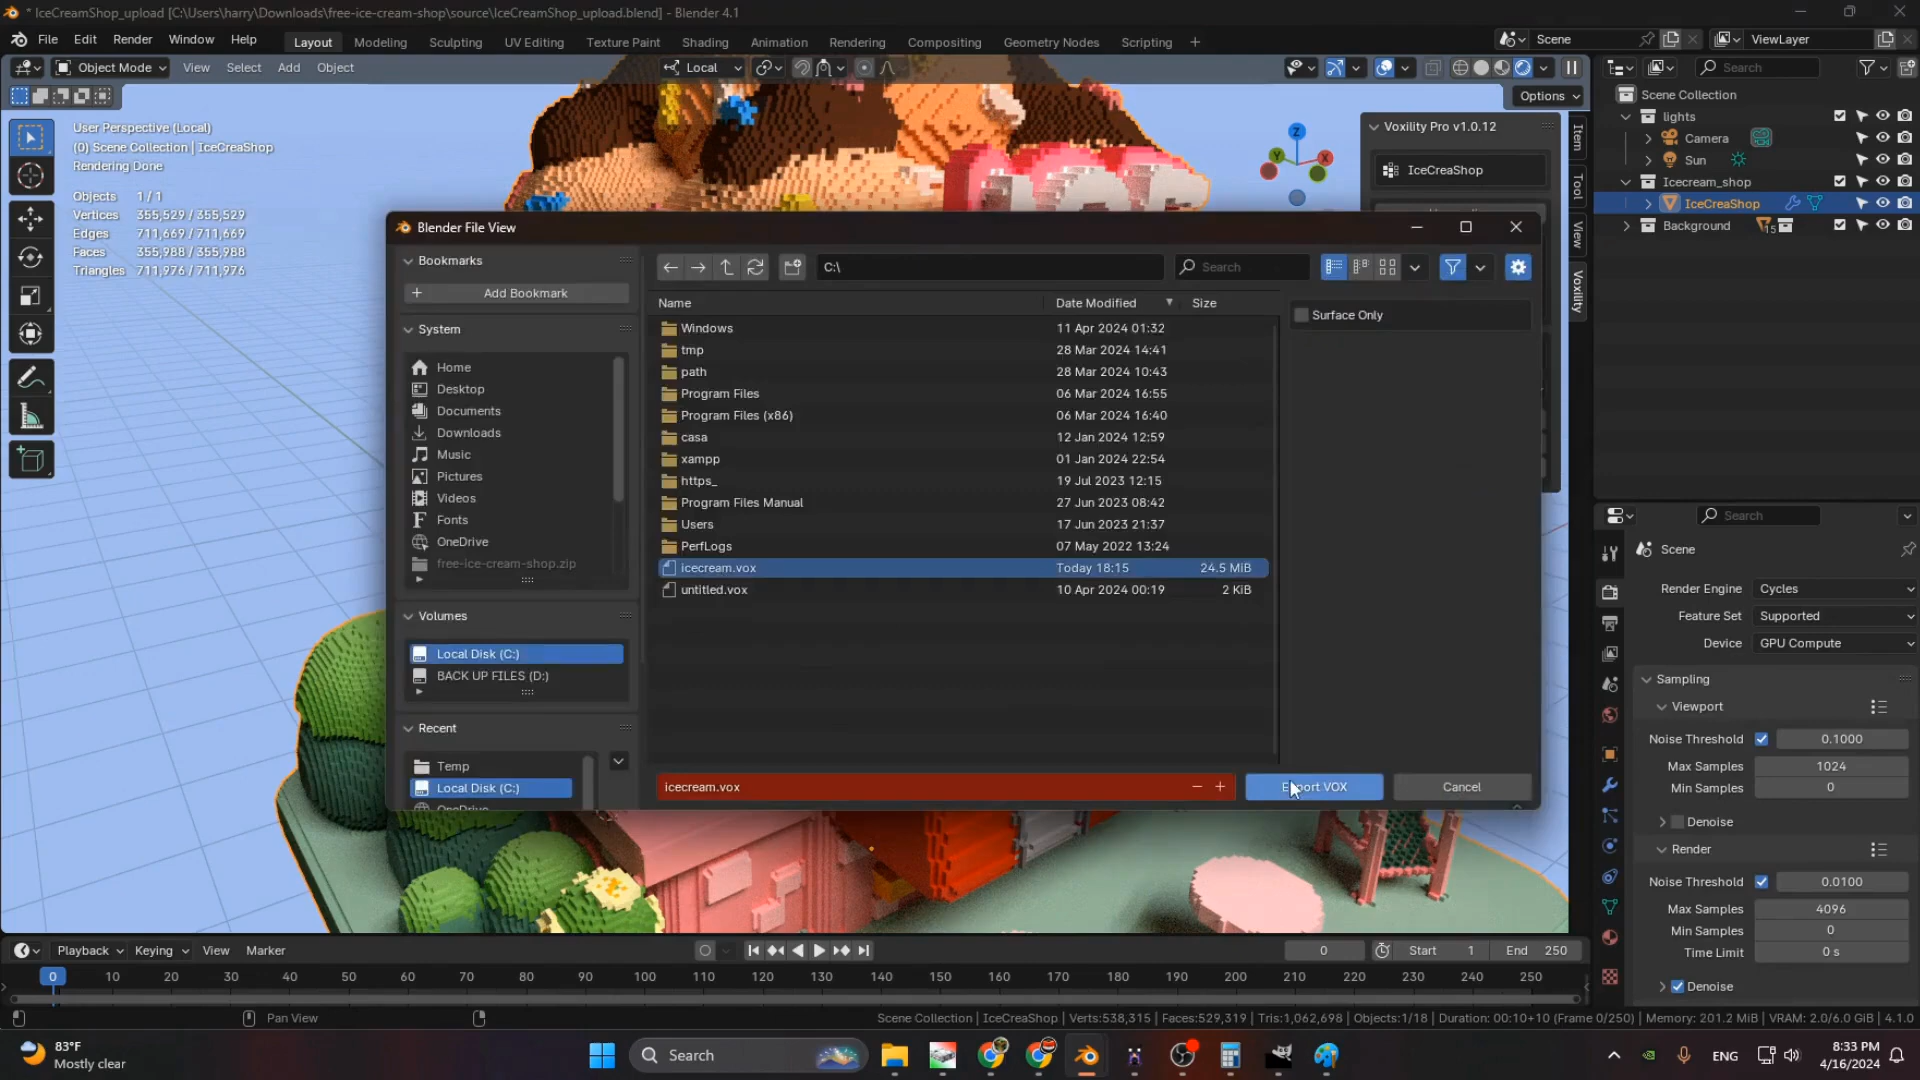 * IceCreamShop_upload [C:\Users\harry\Downloads\free-ice-cream-shop\source\IceCreamShop_upload.blend] - Blender 4.1
File Edit Render Window Help Layout Modeling Sculpting UV Editing Texture Paint Shading Animation Rendering Compositing Geometry Nodes Scripting + Scene ViewLayer
Object Mode View Select Add Object Local Search
Options
User Perspective (Local)
(0) Scene Collection | IceCreaShop
Rendering Done
Objects 1 / 1
Vertices 355,529 / 355,529
Edges 711,669 / 711,669
Faces 355,988 / 355,988
Triangles 711,976 / 711,976
Z
Y
X
Voxility Pro v1.0.12
IceCreaShop
Item
Tool
View
Voxility
Scene Collection
lights
Camera
Sun
Icecream_shop
IceCreaShop
Background 15
Blender File View
Bookmarks
Add Bookmark
System
Home
Desktop
Documents
Downloads
Music
Pictures
Videos
Fonts
OneDrive
free-ice-cream-shop.zip
Volumes
Local Disk (C:)
BACK UP FILES (D:)
Recent
Temp
Local Disk (C:)
OneDrive
C:\ Search
Name Date Modified Size
Windows 11 Apr 2024 01:32
tmp 28 Mar 2024 14:41
path 28 Mar 2024 10:43
Program Files 06 Mar 2024 16:55
Program Files (x86) 06 Mar 2024 16:40
casa 12 Jan 2024 12:59
xampp 01 Jan 2024 22:54
https_ 19 Jul 2023 12:15
Program Files Manual 27 Jun 2023 08:42
Users 17 Jun 2023 21:37
PerfLogs 07 May 2022 13:24
icecream.vox Today 18:15 24.5 MiB
untitled.vox 10 Apr 2024 00:19 2 KiB
Surface Only
icecream.vox Export VOX Cancel
Search
Scene
Render Engine Cycles
Feature Set Supported
Device GPU Compute
Sampling
Viewport
Noise Threshold 0.1000
Max Samples 1024
Min Samples 0
Denoise
Render
Noise Threshold 0.0100
Max Samples 4096
Min Samples 0
Time Limit 0 s
Denoise
Playback Keying View Marker 0 Start 1 End 250
0 10 20 30 40 50 60 70 80 90 100 110 120 130 140 150 160 170 180 190 200 210 220 230 240 250
Pan View Scene Collection | IceCreaShop | Verts:538,315 | Faces:529,319 | Tris:1,062,698 | Objects:1/18 | Duration: 00:10+10 (Frame 0/250) | Memory: 201.2 MiB | VRAM: 2.0/6.0 GiB | 4.1.0
83°F
Mostly clear
Search
ENG
8:33 PM
4/16/2024